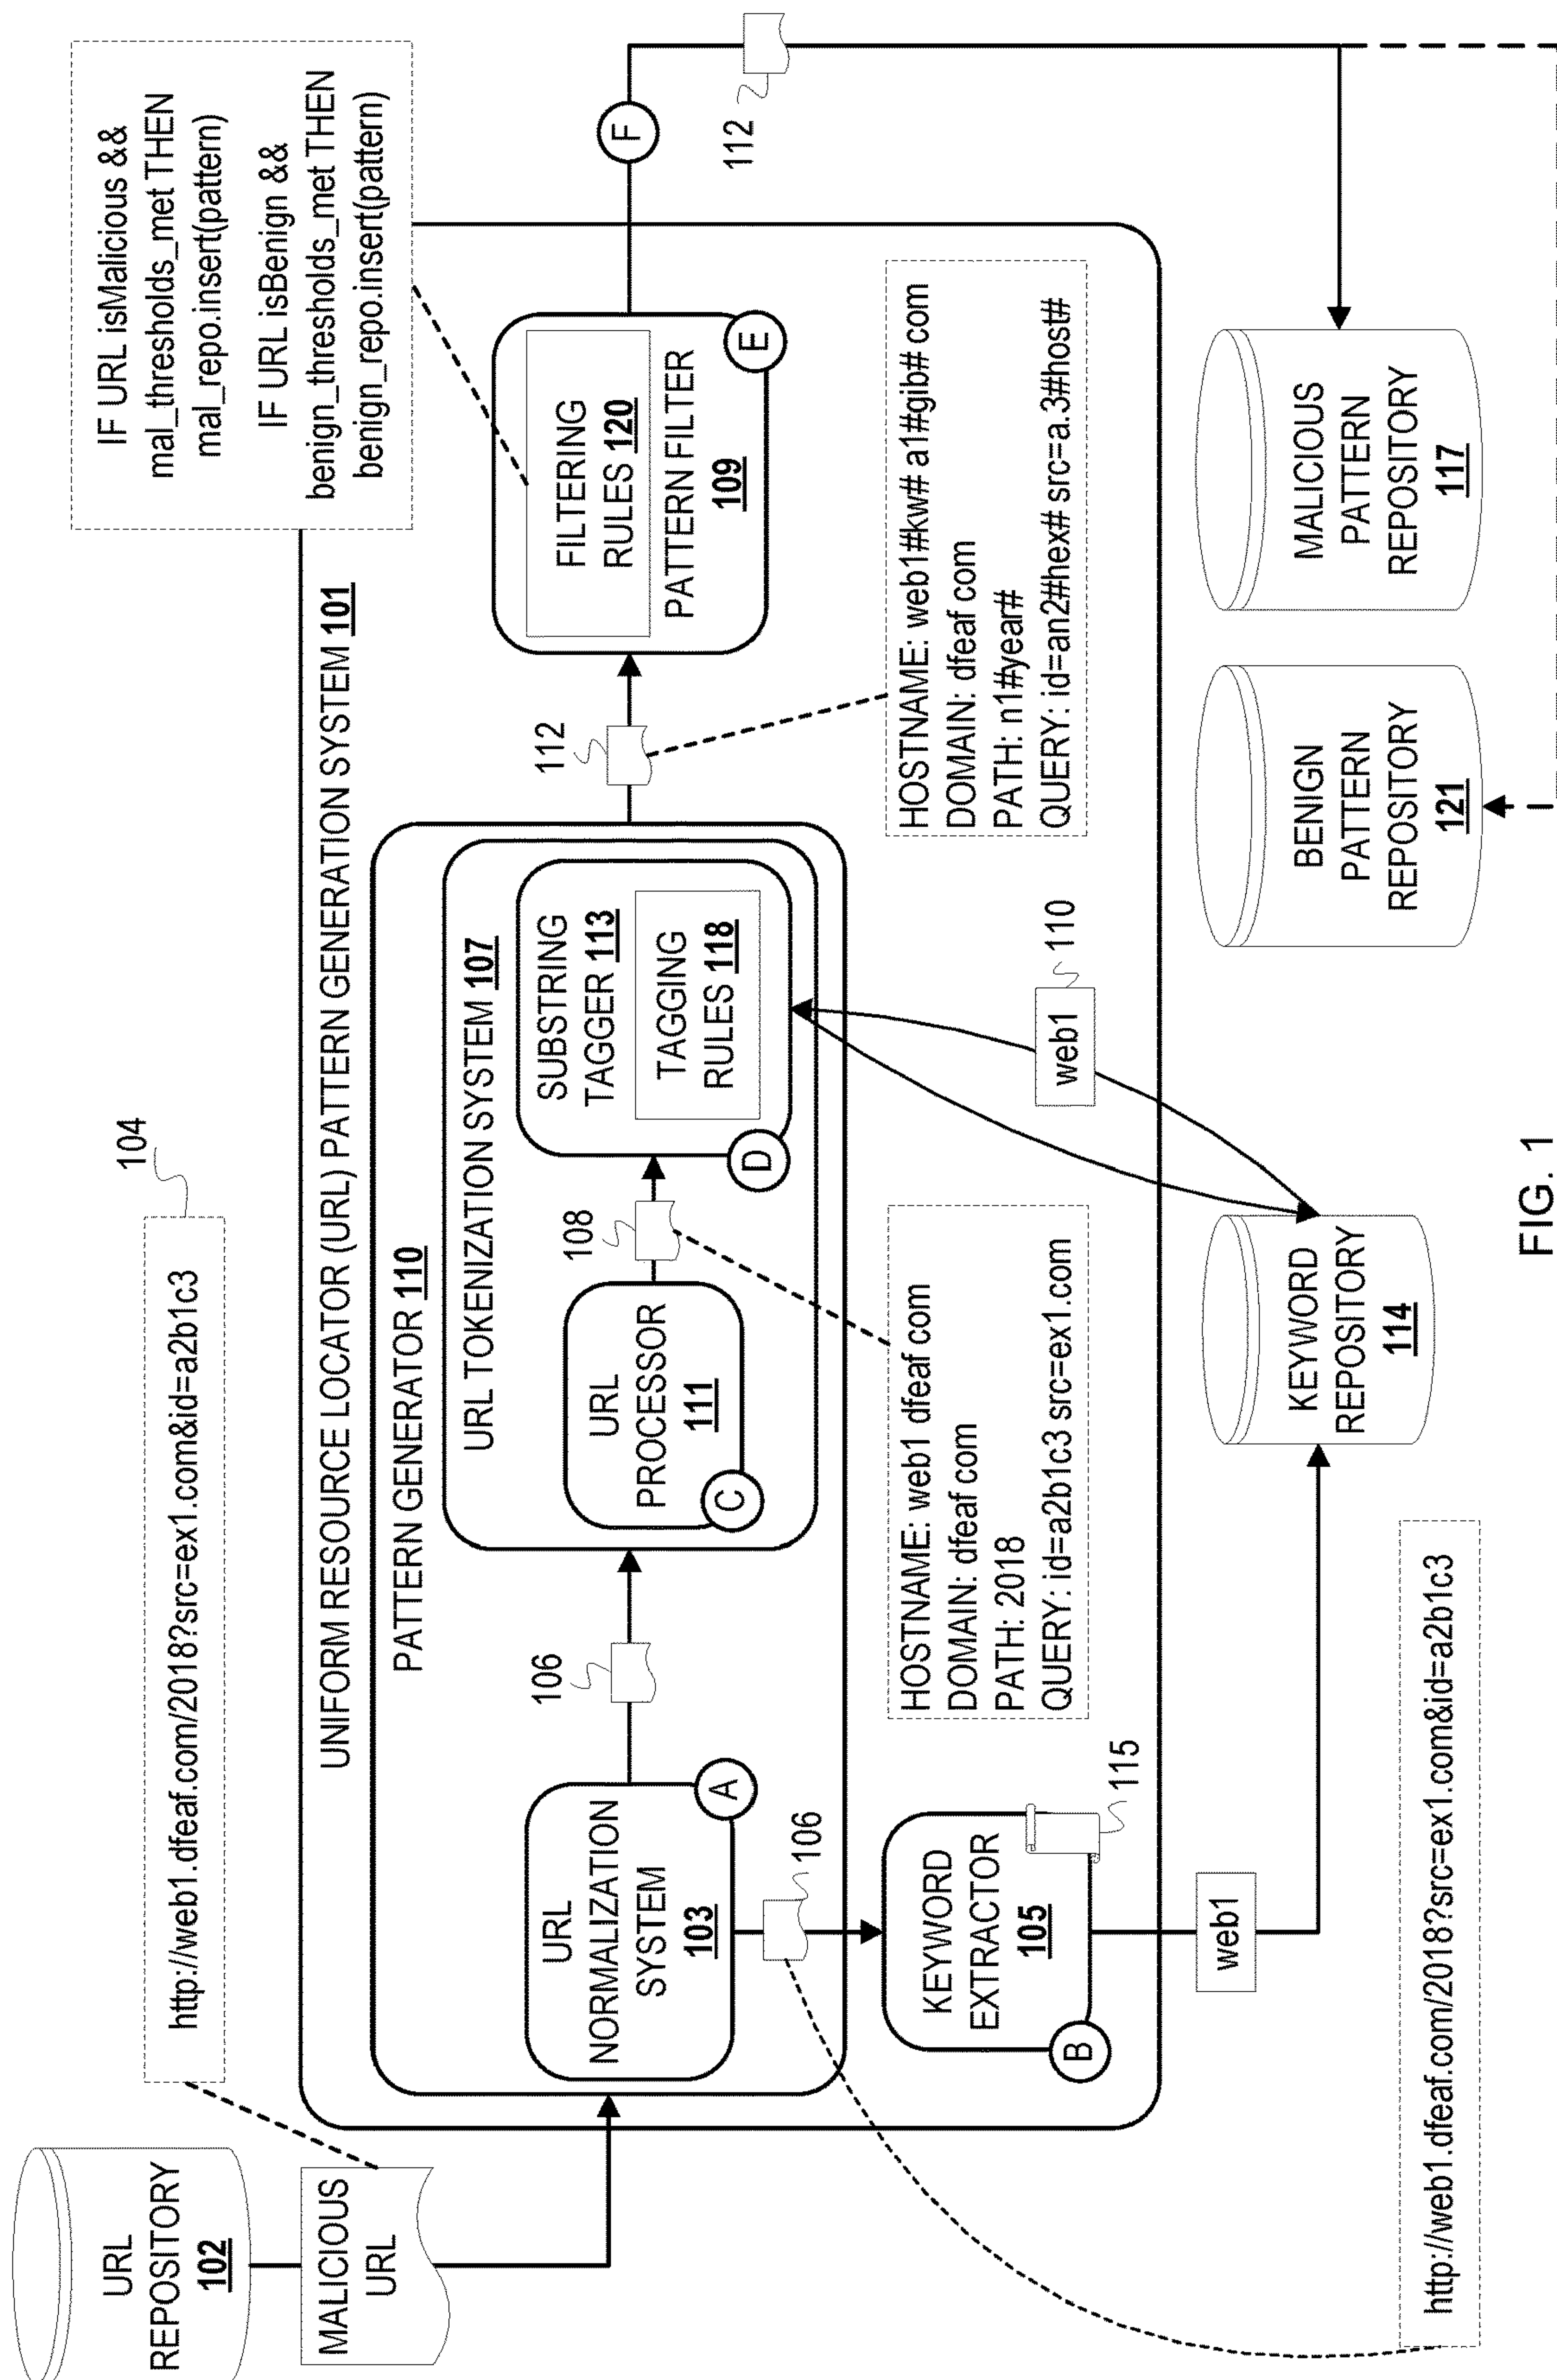 URL
REPOSITORY
102
MALICIOUS
URL
http://web1.dfeaf.com/2018?src=ex1.com&id=a2b1c3
104
UNIFORM RESOURCE LOCATOR (URL) PATTERN GENERATION SYSTEM 101
PATTERN GENERATOR 110
URL
NORMALIZATION
SYSTEM
103
A
106
URL TOKENIZATION SYSTEM 107
URL
PROCESSOR
111
C
108
SUBSTRING
TAGGER 113
TAGGING
RULES 118
D
112
FILTERING
RULES 120
PATTERN FILTER
109
E
IF URL isMalicious &&
mal_thresholds_met THEN
mal_repo.insert(pattern)
IF URL isBenign &&
benign_thresholds_met THEN
benign_repo.insert(pattern)
F
112
106
KEYWORD
EXTRACTOR
105
B
115
HOSTNAME: web1 dfeaf com
DOMAIN: dfeaf com
PATH: 2018
QUERY: id=a2b1c3 src=ex1.com
HOSTNAME: web1#kw# a1#gib# com
DOMAIN: dfeaf com
PATH: n1#year#
QUERY: id=an2#hex# src=a.3#host#
web1
110
web1
KEYWORD
REPOSITORY
114
BENIGN
PATTERN
REPOSITORY
121
MALICIOUS
PATTERN
REPOSITORY
117
http://web1.dfeaf.com/2018?src=ex1.com&id=a2b1c3
FIG. 1